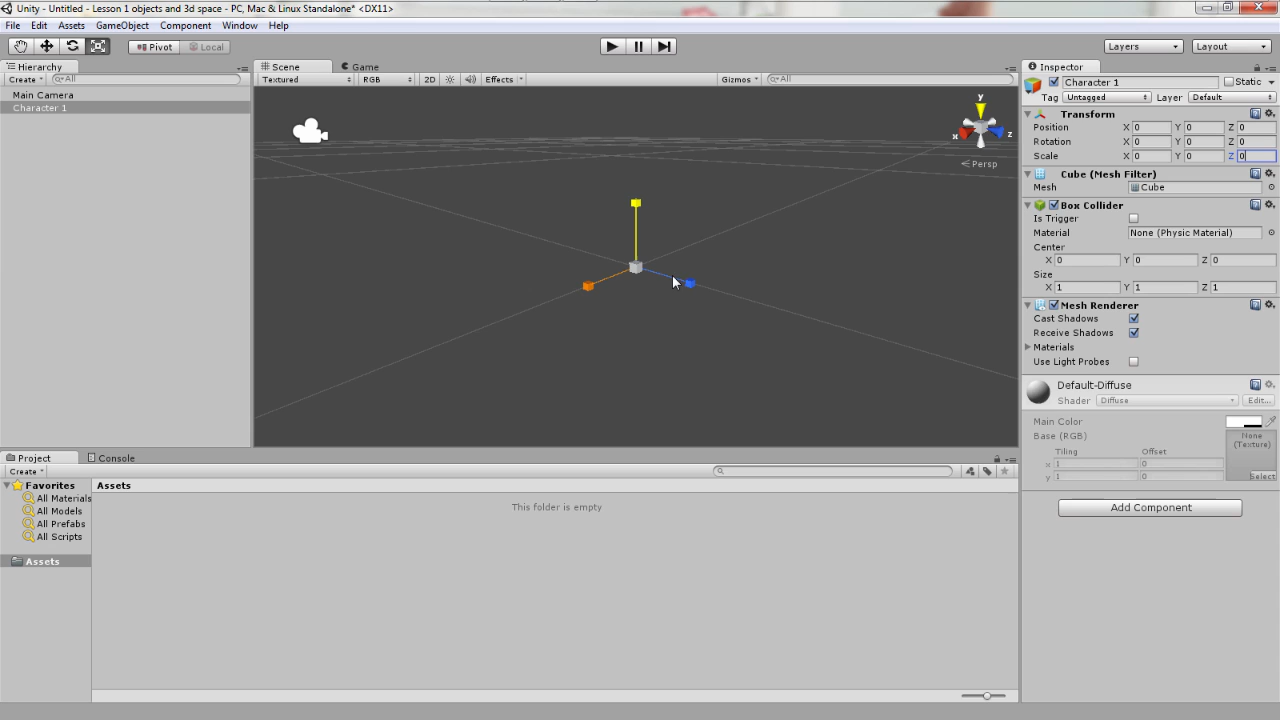 Unity - Untitled - Lesson 1 objects and 3d space - PC, Mac & Linux Standalone* <DX11>
File Edit Assets GameObject Component Window Help
Pivot Local Layers Layout
Hierarchy
Create All
Main Camera
Character 1
Scene Game
Textured RGB 2D Effects Gizmos All
y
x z
Persp
Inspector
Character 1 Static
Tag Untagged Layer Default
Transform
Position X 0 Y 0 Z 0
Rotation X 0 Y 0 Z 0
Scale X 0 Y 0 Z 0
Cube (Mesh Filter)
Mesh Cube
Box Collider
Is Trigger
Material None (Physic Material)
Center
X 0 Y 0 Z 0
Size
X 1 Y 1 Z 1
Mesh Renderer
Cast Shadows
Receive Shadows
Materials
Use Light Probes
Default-Diffuse
Shader Diffuse Edit...
Main Color
Base (RGB)
None
(Texture)
Tiling Offset
x 1 0
y 1 0
Select
Add Component
Project Console
Create
Favorites
All Materials
All Models
All Prefabs
All Scripts
Assets
Assets
This folder is empty